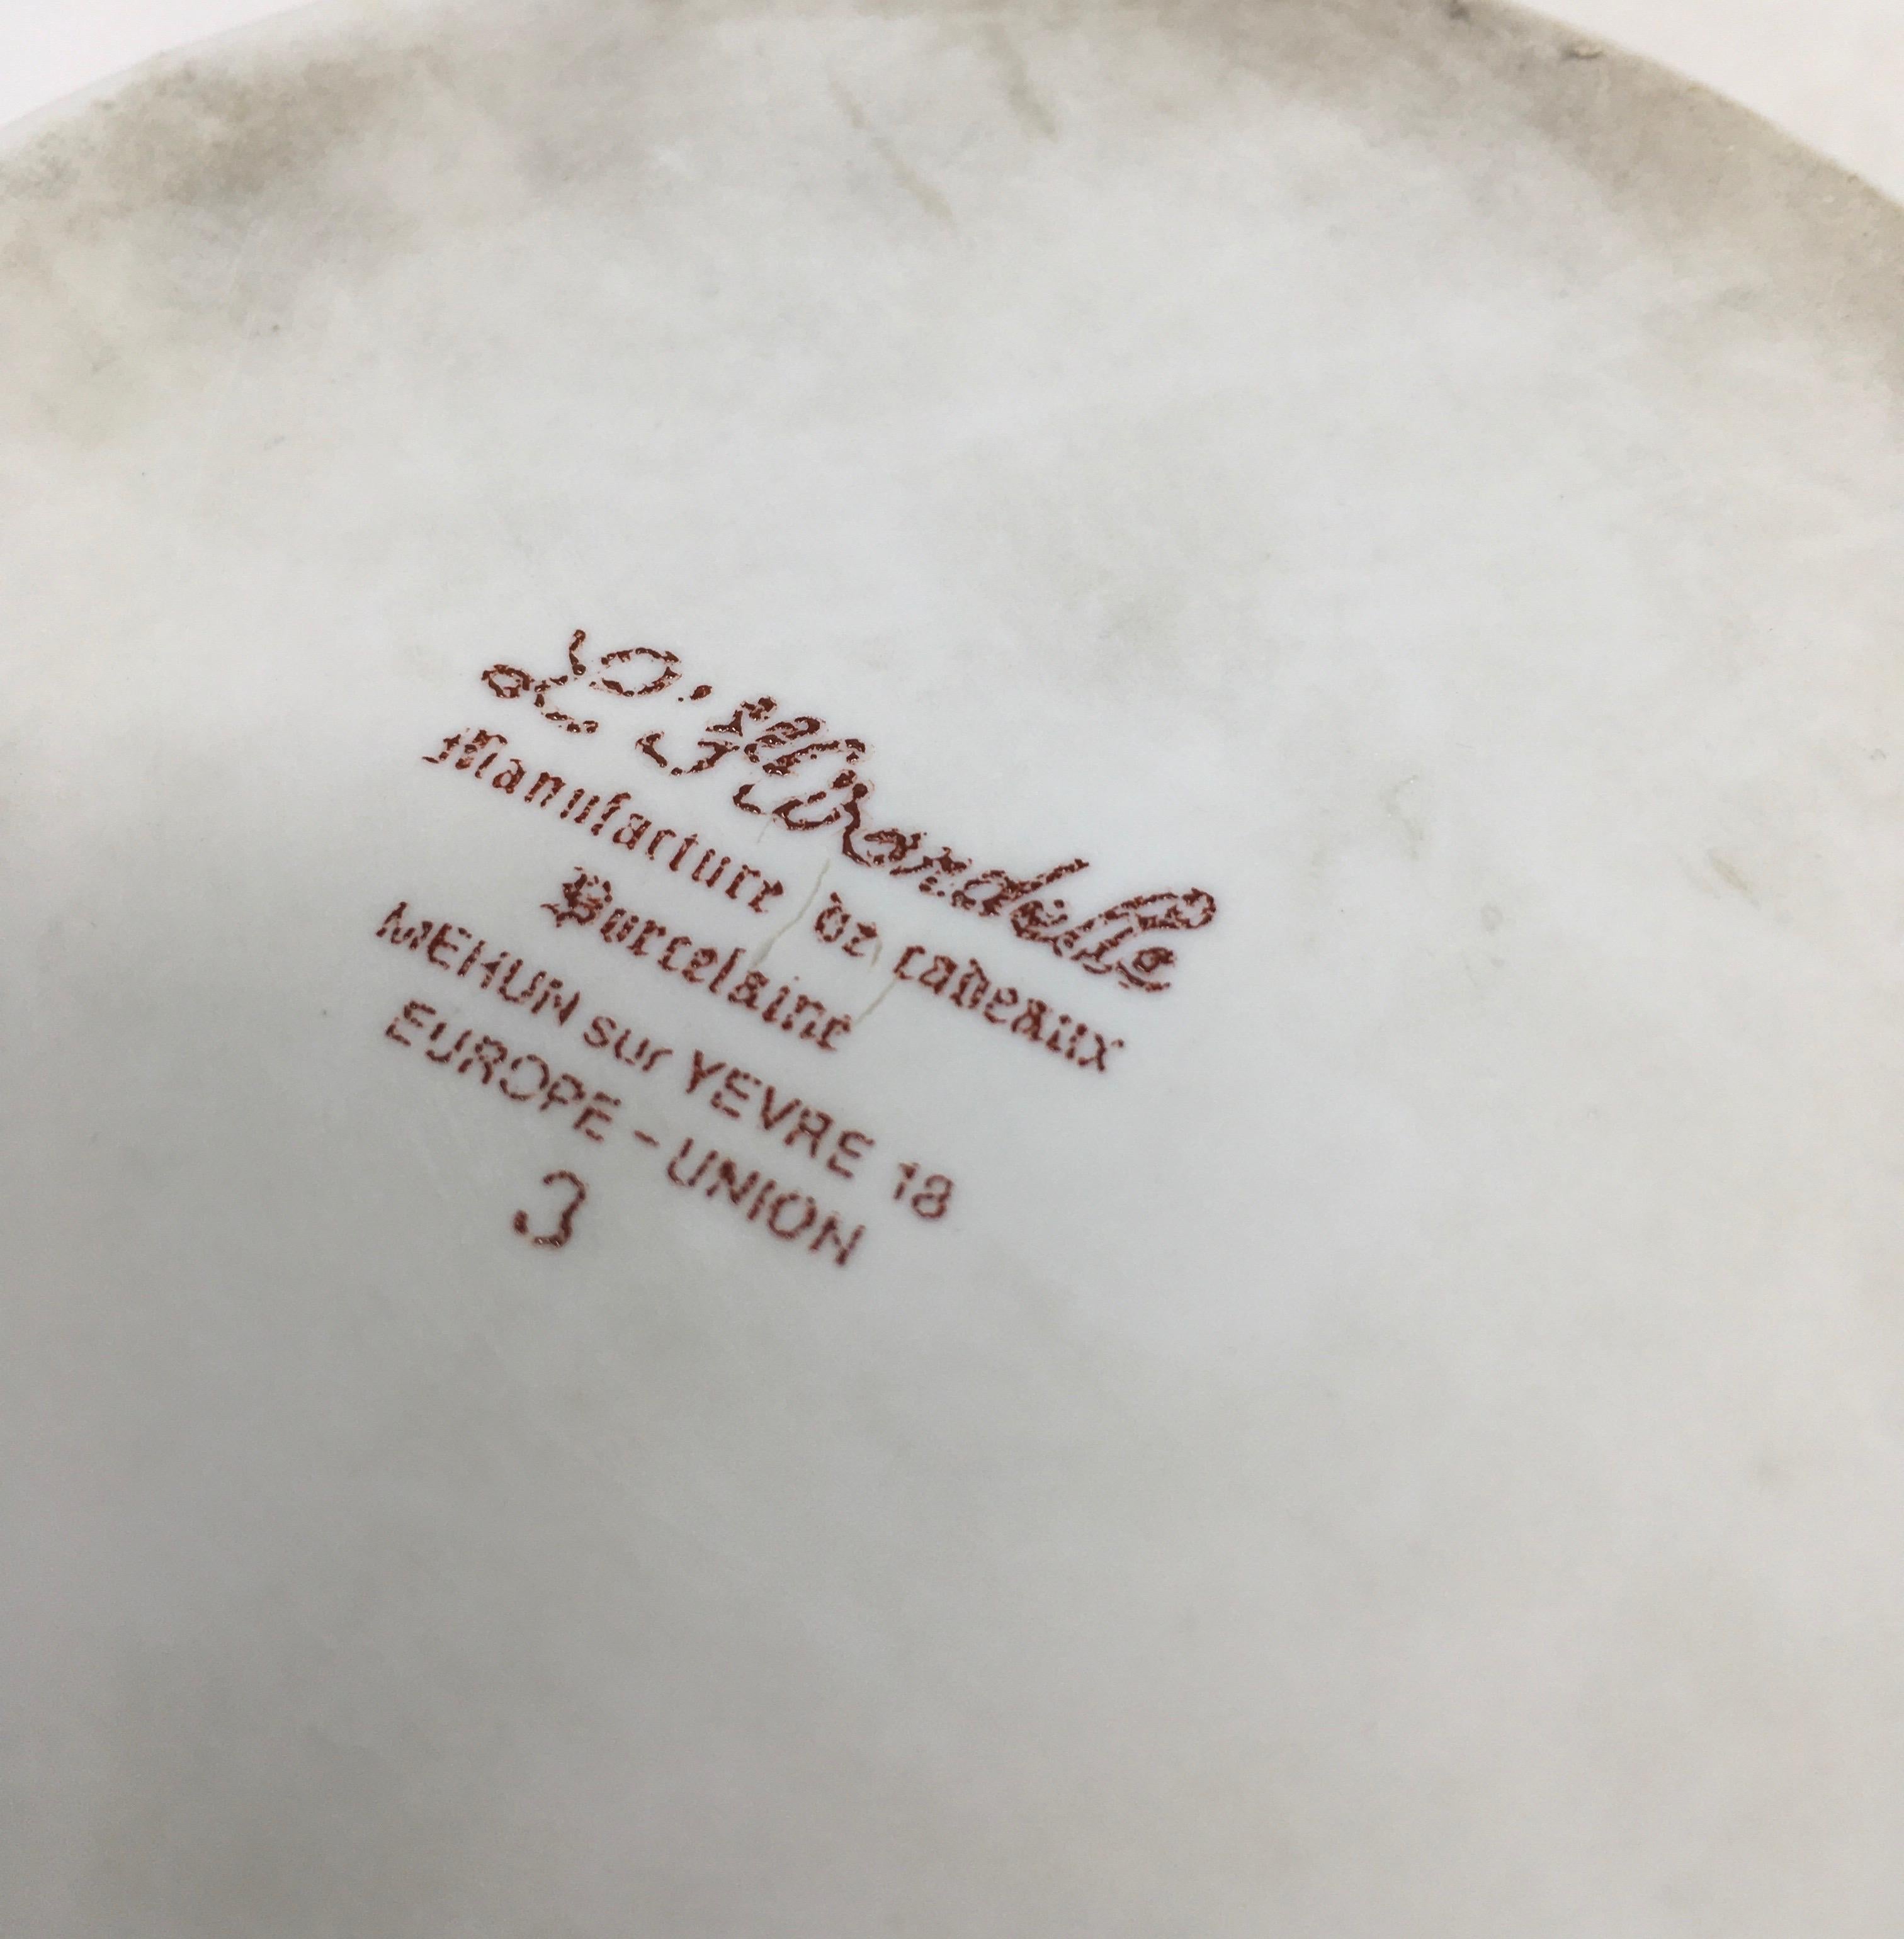 L'Hirondelle
Manufacture de cadeaux
Porcelaine
MEHUN sur YEVRE 18
EUROPE - UNION
3